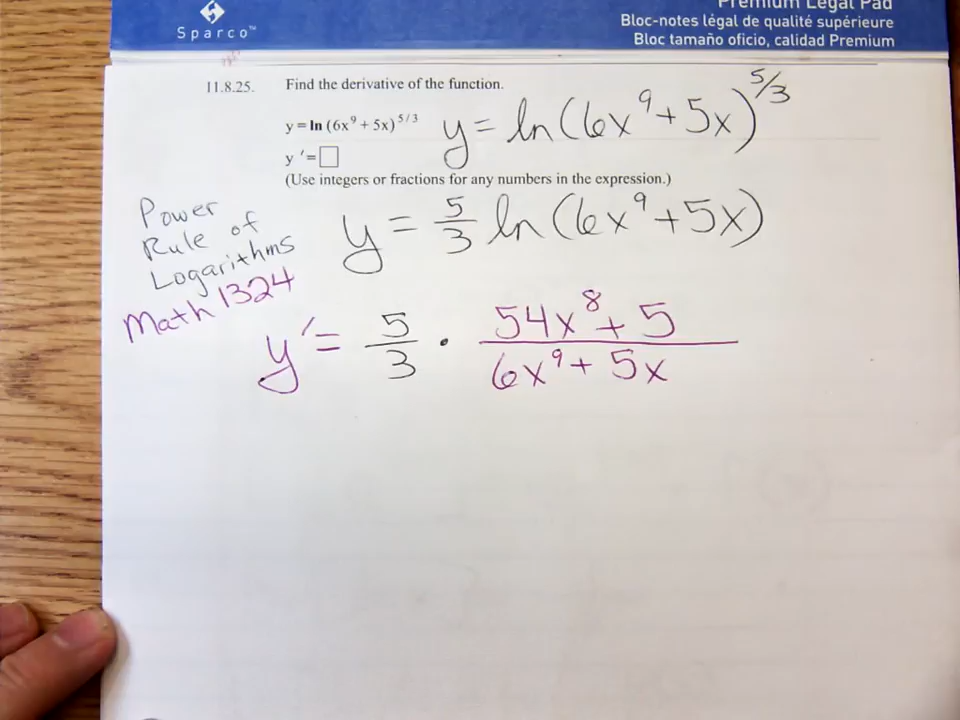 Sparco™
Premium Legal Pad
Bloc-notes légal de qualité supérieure
Bloc tamaño oficio, calidad Premium
11.8.25. Find the derivative of the function.
y = ln (6x⁹ + 5x)^5/3
y = ln(6x⁹ + 5x)^5/3
y ′ = □
(Use integers or fractions for any numbers in the expression.)
Power
Rule of
Logarithms
Math 1324
y = 5/3 ln (6x⁹ + 5x)
y′ = 5/3 · (54x⁸ + 5)/(6x⁹ + 5x)